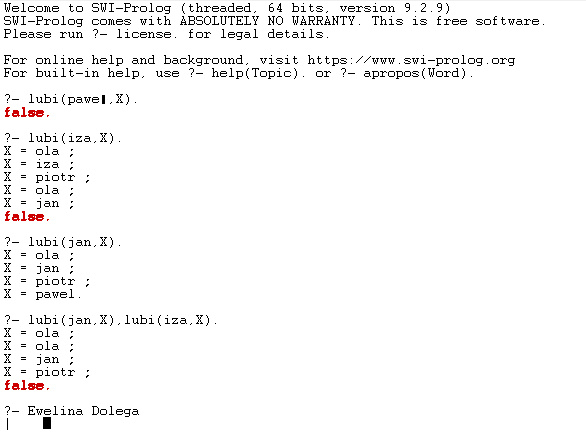 Welcome to SWI-Prolog (threaded, 64 bits, version 9.2.9)
SWI-Prolog comes with ABSOLUTELY NO WARRANTY. This is free software.
Please run ?- license. for legal details.
For online help and background, visit https://www.swi-prolog.org
For built-in help, use ?- help(Topic). or ?- apropos(Word).
?- lubi(pawe▮,X).
false.
?- lubi(iza,X).
X = ola ;
X = iza ;
X = piotr ;
X = ola ;
X = jan ;
false.
?- lubi(jan,X).
X = ola ;
X = jan ;
X = piotr ;
X = pawel.
?- lubi(jan,X),lubi(iza,X).
X = ola ;
X = ola ;
X = jan ;
X = piotr ;
false.
?- Ewelina Dolega
|